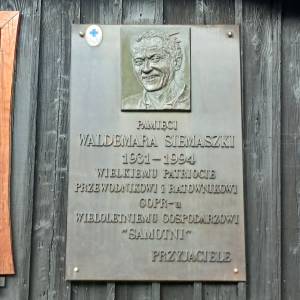 PAMIĘCI
WALDEMARA SIEMASZKI
1931-1994
WIELKIEMU PATRIOCIE
PRZEWODNIKOWI I RATOWNIKOWI
GOPR-u
WIELOLETNIEMU GOSPODARZOWI
"SAMOTNI"
PRZYJACIELE